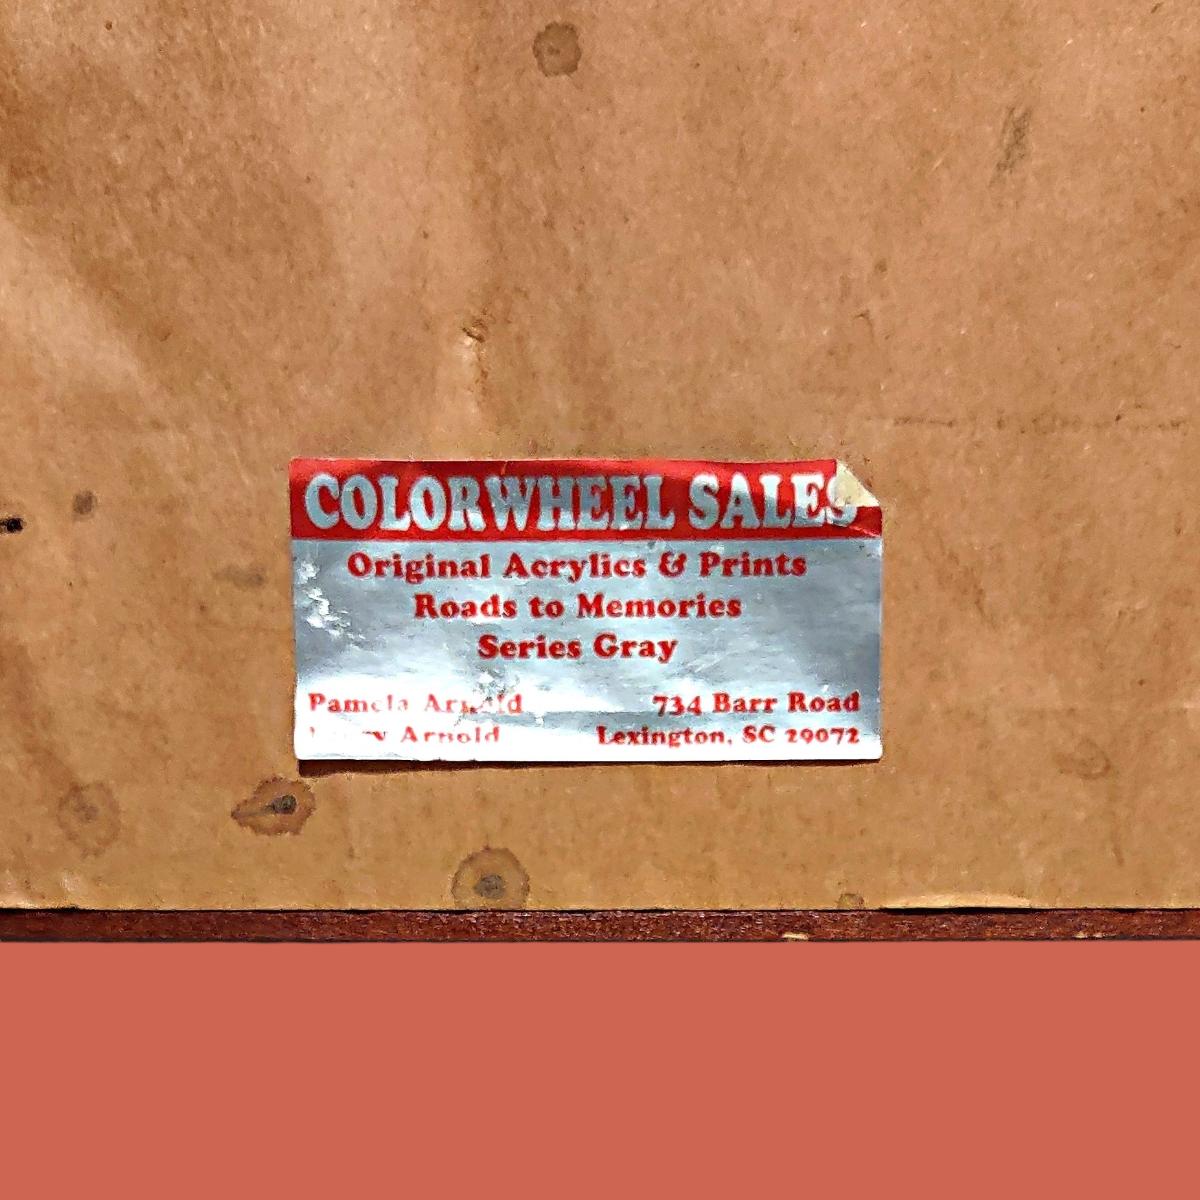 COLORWHEEL SALES
Original Acrylics & Prints
Roads to Memories
Series Gray
Pamela Arnold
734 Barr Road
Arnold
Lexington, SC 29072